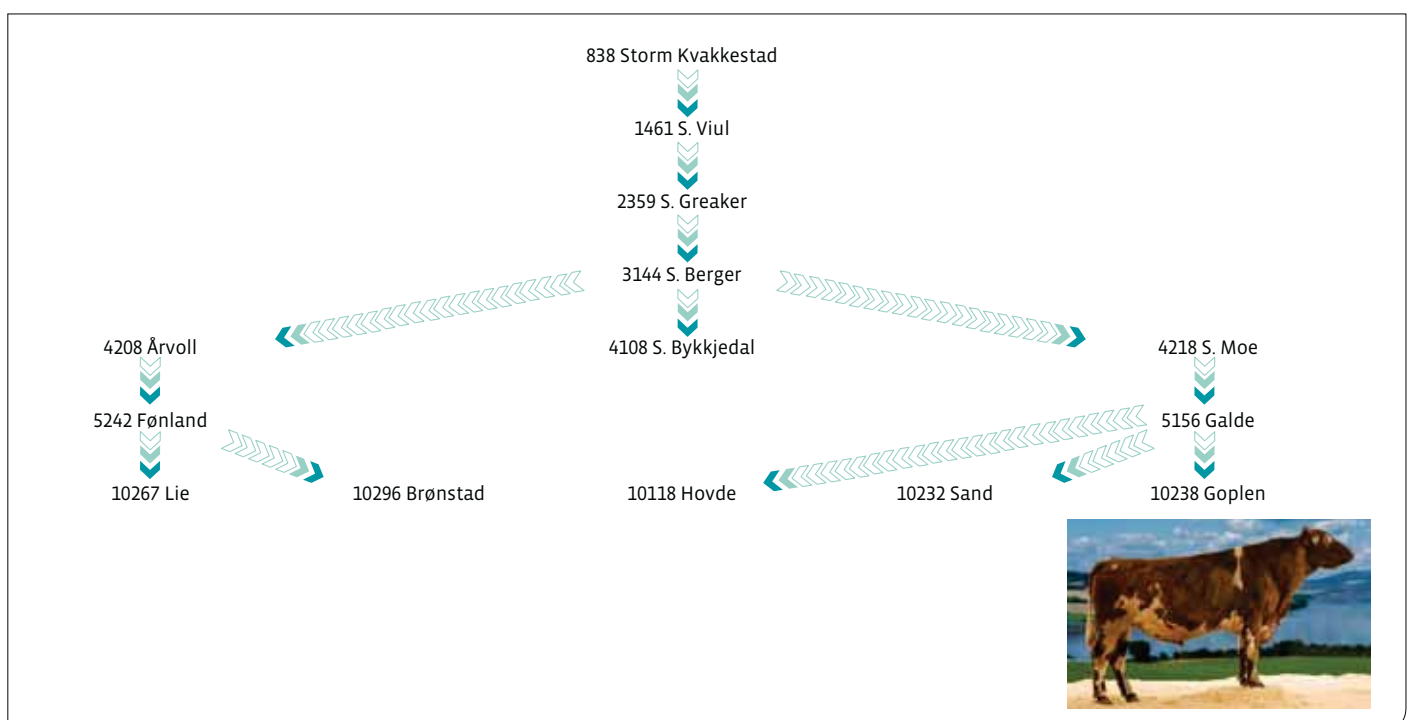 838 Storm Kvakkestad
1461 S. Viul
2359 S. Greaker
3144 S. Berger
4208 Årvoll
4108 S. Bykkjedal
4218 S. Moe
5242 Fønland
5156 Galde
10267 Lie
10296 Brønstad
10118 Hovde
10232 Sand
10238 Goplen